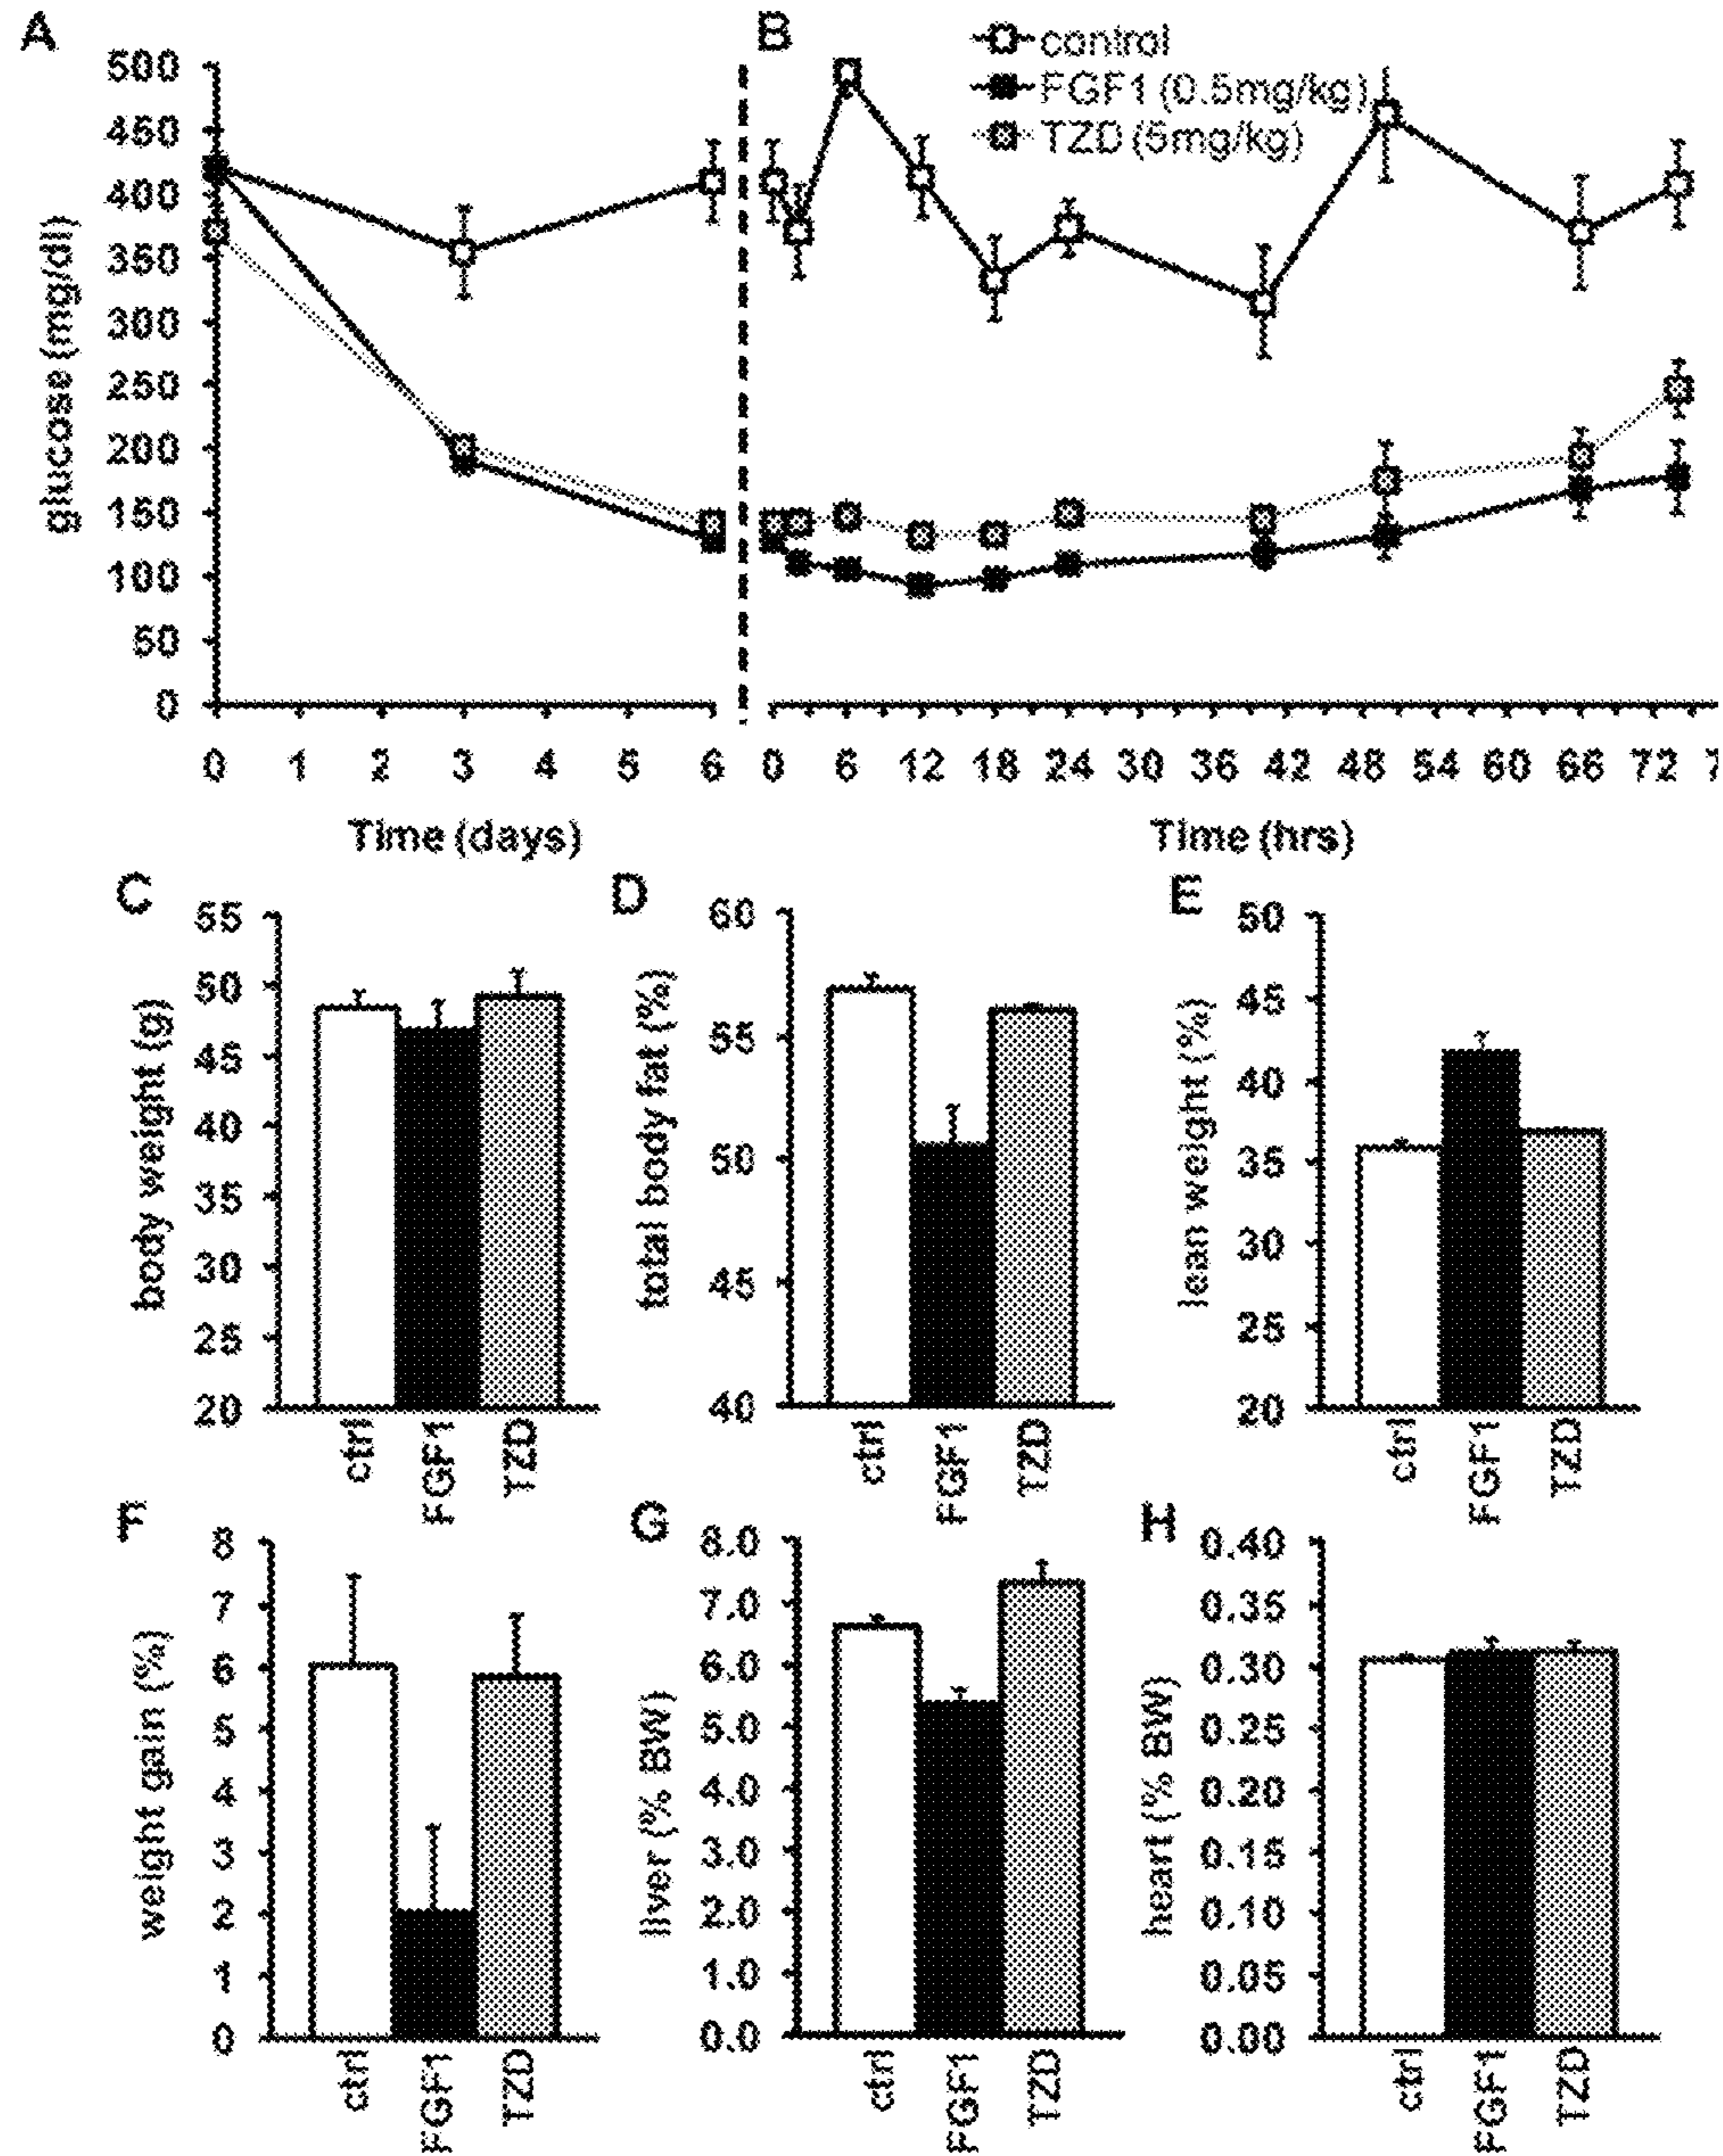 A
B
control
FGF1 (0.5mg/kg)
TZD (5mg/kg)
glucose (mg/dl)
500
450
400
350
300
250
200
150
100
50
0
0 1 2 3 4 5 6 0 6 12 18 24 30 36 42 48 54 60 66 72 7
Time (days)
Time (hrs)
C
body weight (g)
55
50
45
40
35
30
25
20
ctrl FGF1 TZD
D
total body fat (%)
60
55
50
45
40
ctrl FGF1 TZD
E
lean weight (%)
50
45
40
35
30
25
20
ctrl FGF1 TZD
F
weight gain (%)
8
7
6
5
4
3
2
1
0
ctrl FGF1 TZD
G
liver (% BW)
8.0
7.0
6.0
5.0
4.0
3.0
2.0
1.0
0.0
ctrl FGF1 TZD
H
heart (% BW)
0.40
0.35
0.30
0.25
0.20
0.15
0.10
0.05
0.00
ctrl FGF1 TZD